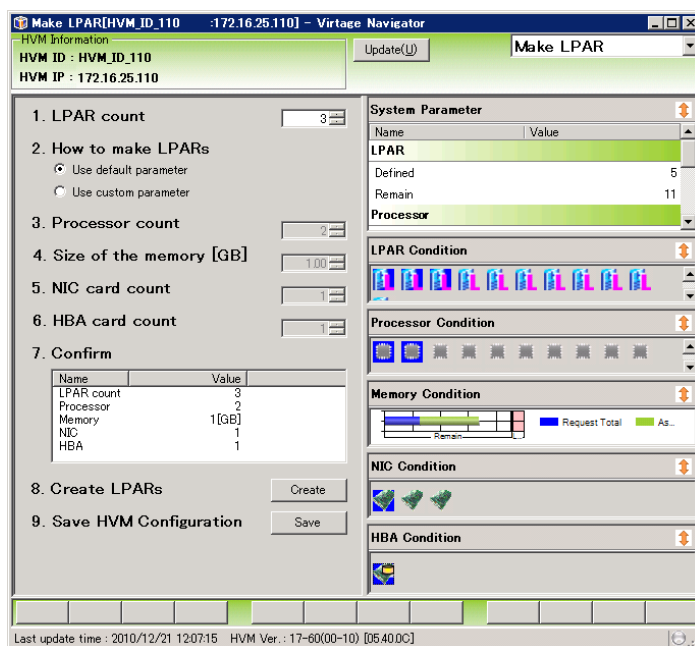 Make LPAR[HVM_ID_110 :172.16.25.110] - Virtage Navigator
HVM Information
HVM ID : HVM_ID_110
HVM IP : 172.16.25.110
Update(U)
Make LPAR
1. LPAR count
3
2. How to make LPARs
Use default parameter
Use custom parameter
3. Processor count
2
4. Size of the memory [GB]
1.00
5. NIC card count
1
6. HBA card count
1
7. Confirm
Name Value
LPAR count 3
Processor 2
Memory 1[GB]
NIC 1
HBA 1
8. Create LPARs
Create
9. Save HVM Configuration
Save
System Parameter
Name Value
LPAR
Defined 5
Remain 11
Processor
LPAR Condition
Processor Condition
Memory Condition
Remain
Request Total
As..
NIC Condition
HBA Condition
Last update time : 2010/12/21 12:07:15 HVM Ver. : 17-60(00-10) [05.40.0C]